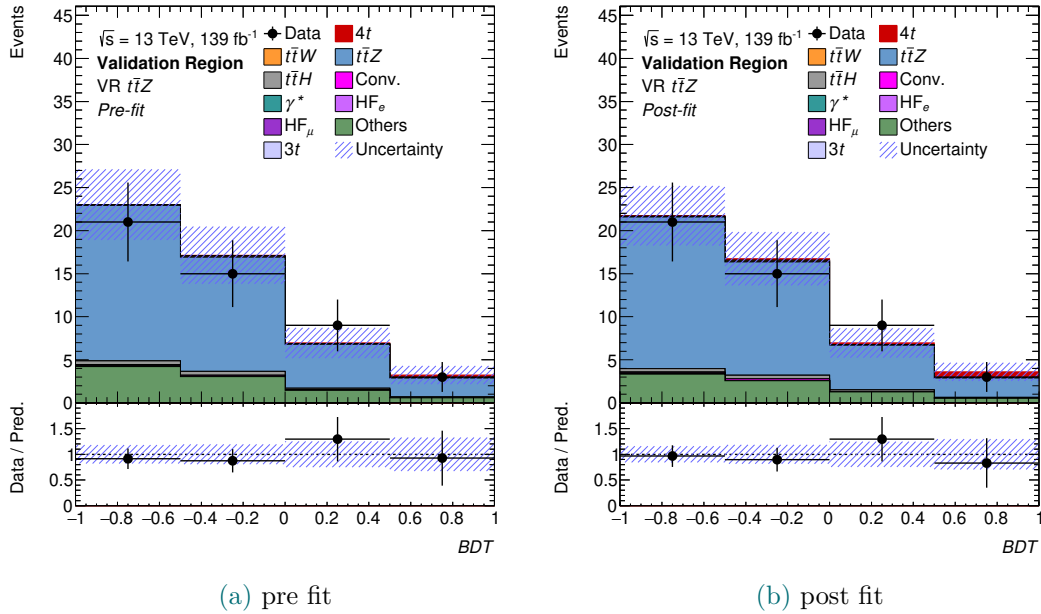 Events
45
40
35
30
25
20
15
10
5
0
√s = 13 TeV, 139 fb⁻¹
Validation Region
VR tt̄Z
Pre-fit
Data 4t
tt̄W tt̄Z
tt̄H Conv.
γ* HFₑ
HF_μ Others
3t Uncertainty
Data / Pred.
1.5
1
0.5
0
−1 −0.8 −0.6 −0.4 −0.2 0 0.2 0.4 0.6 0.8 1
BDT
(a) pre fit
Events
45
40
35
30
25
20
15
10
5
0
√s = 13 TeV, 139 fb⁻¹
Validation Region
VR tt̄Z
Post-fit
Data 4t
tt̄W tt̄Z
tt̄H Conv.
γ* HFₑ
HF_μ Others
3t Uncertainty
Data / Pred.
1.5
1
0.5
0
−1 −0.8 −0.6 −0.4 −0.2 0 0.2 0.4 0.6 0.8 1
BDT
(b) post fit